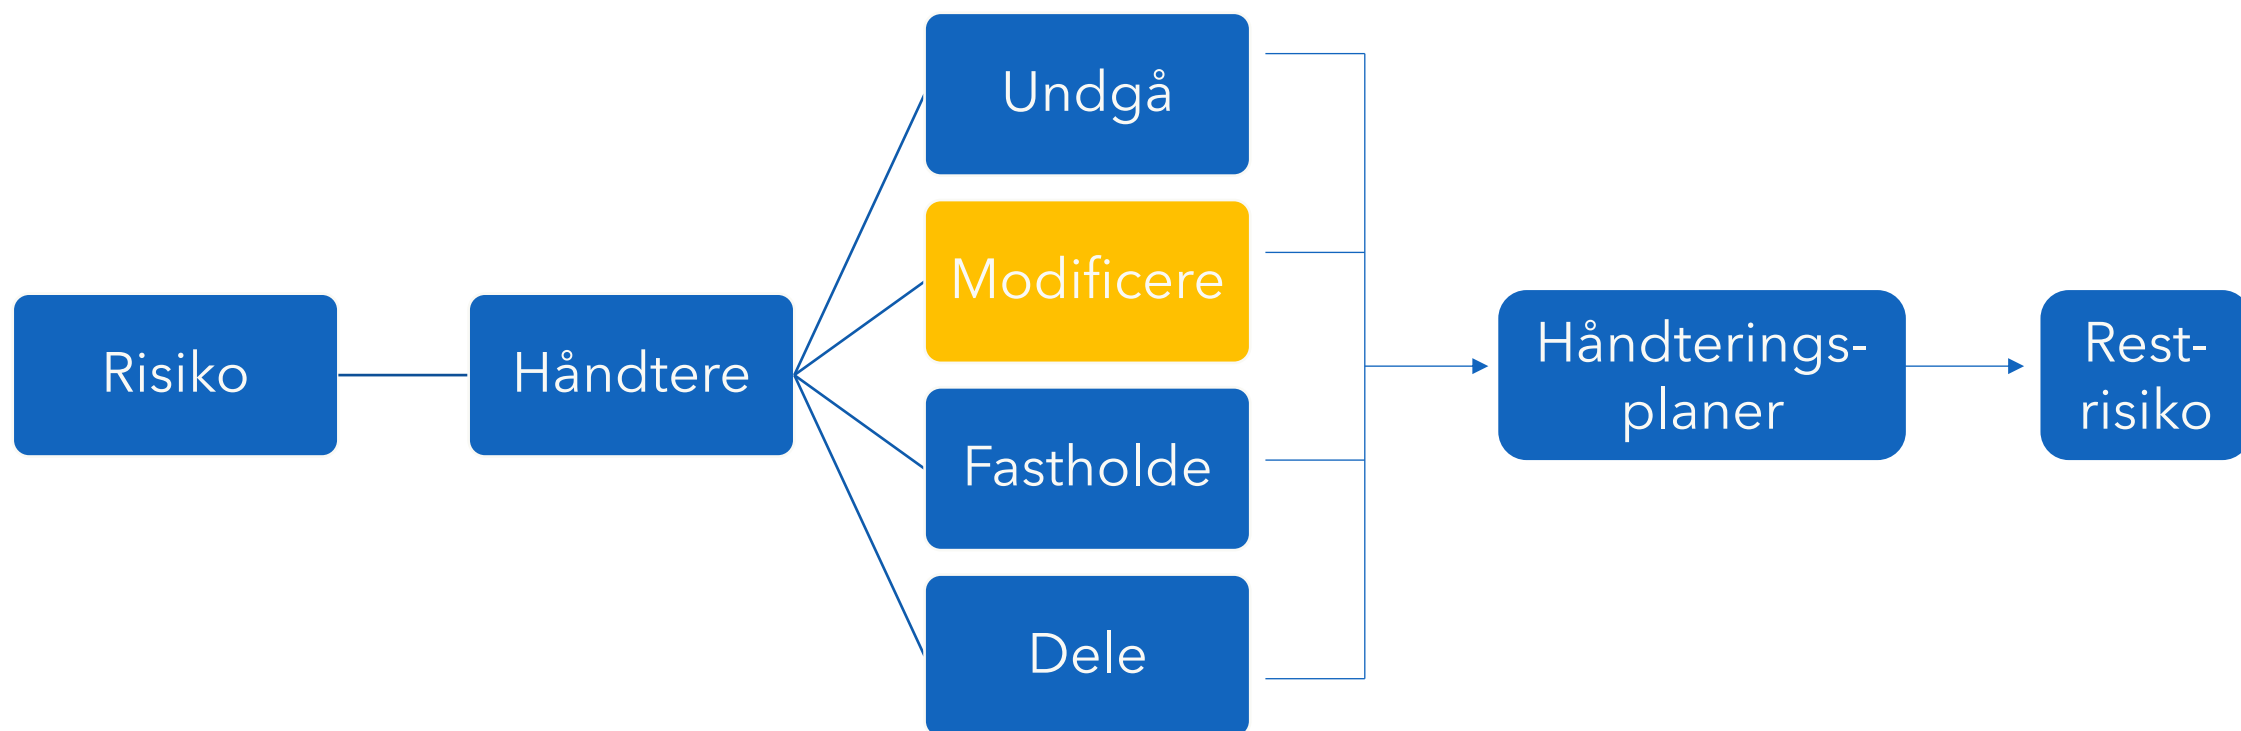 Risiko
Håndtere
Undgå
Modificere
Fastholde
Dele
Håndterings-
planer
Rest-
risiko